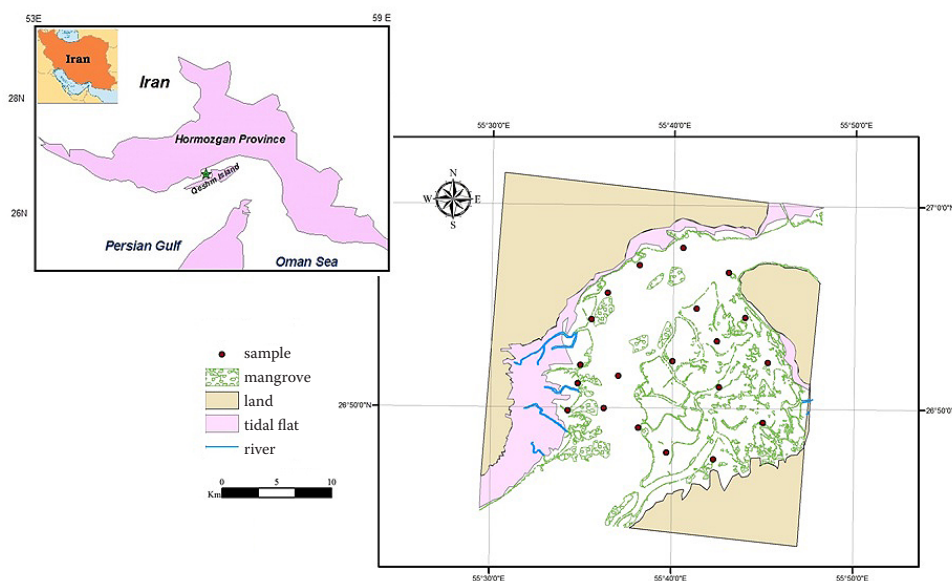 53E
59 E
Iran
Iran
28N
Hormozgan Province
Qeshm Island
26N
Persian Gulf
Oman Sea
55°30'0"E
55°40'0"E
55°50'0"E
N
W
E
S
27°0'0"N
sample
mangrove
land
tidal flat
river
0
5
10
Km
26°50'0"N
26°50'0"N
55°30'0"E
55°40'0"E
55°50'0"E